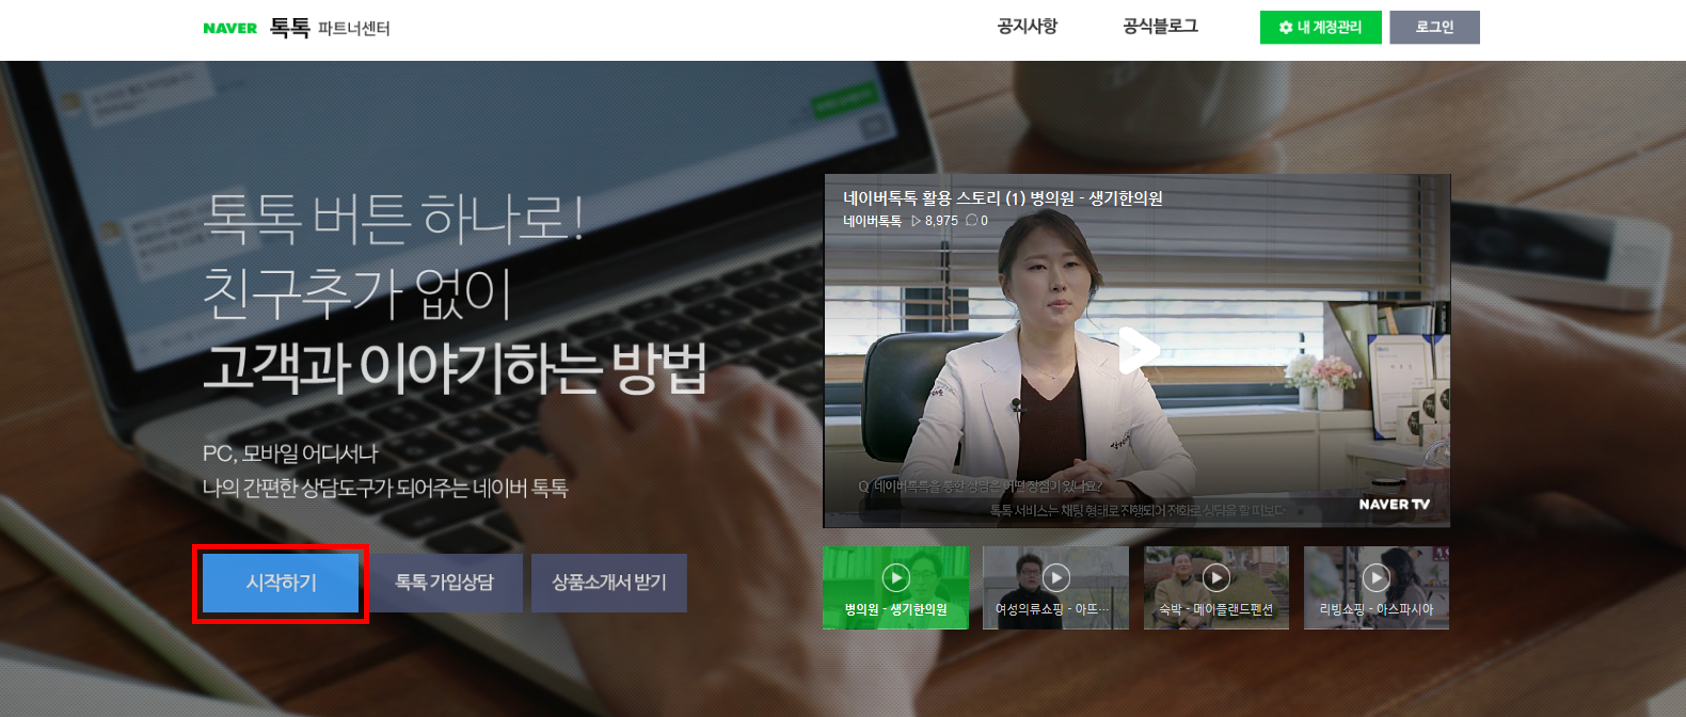 NAVER 톡톡 파트너센터
공지사항
공식블로그
내 계정관리
로그인
톡톡 버튼 하나로!
친구추가 없이
고객과 이야기하는 방법
PC, 모바일 어디서나
나의 간편한 상담도구가 되어주는 네이버 톡톡
시작하기
톡톡 가입상담
상품소개서 받기
네이버톡톡 활용 스토리 (1) 병의원 - 생기한의원
네이버톡톡 8,975 0
Q. 네이버톡톡을 통한 상담은 어떤 장점이 있나요?
톡톡 서비스는 채팅 형태로 진행되어 전화로 상담을 할 때보다
NAVER TV
병의원 - 생기한의원
여성의류쇼핑 - 아뜨...
숙박 - 메이플랜드펜션
리빙쇼핑 - 아스파시아